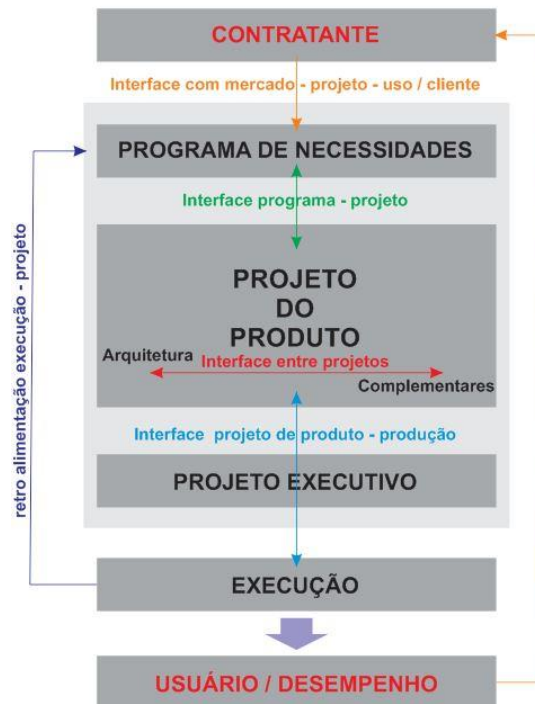 CONTRATANTE
Interface com mercado - projeto - uso / cliente
PROGRAMA DE NECESSIDADES
Interface programa - projeto
PROJETO
DO
PRODUTO
Arquitetura
Interface entre projetos
Complementares
Interface projeto de produto - produção
PROJETO EXECUTIVO
retro alimentação execução - projeto
EXECUÇÃO
USUÁRIO / DESEMPENHO